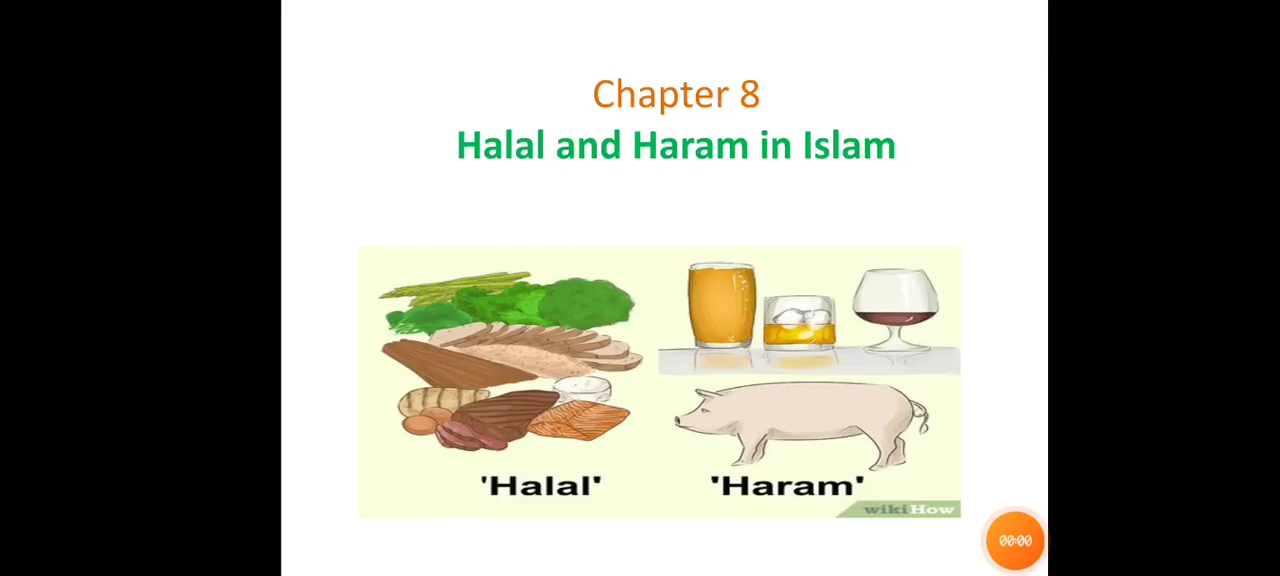 Chapter 8
Halal and Haram in Islam
'Halal' 'Haram'
wikiHow
00:00